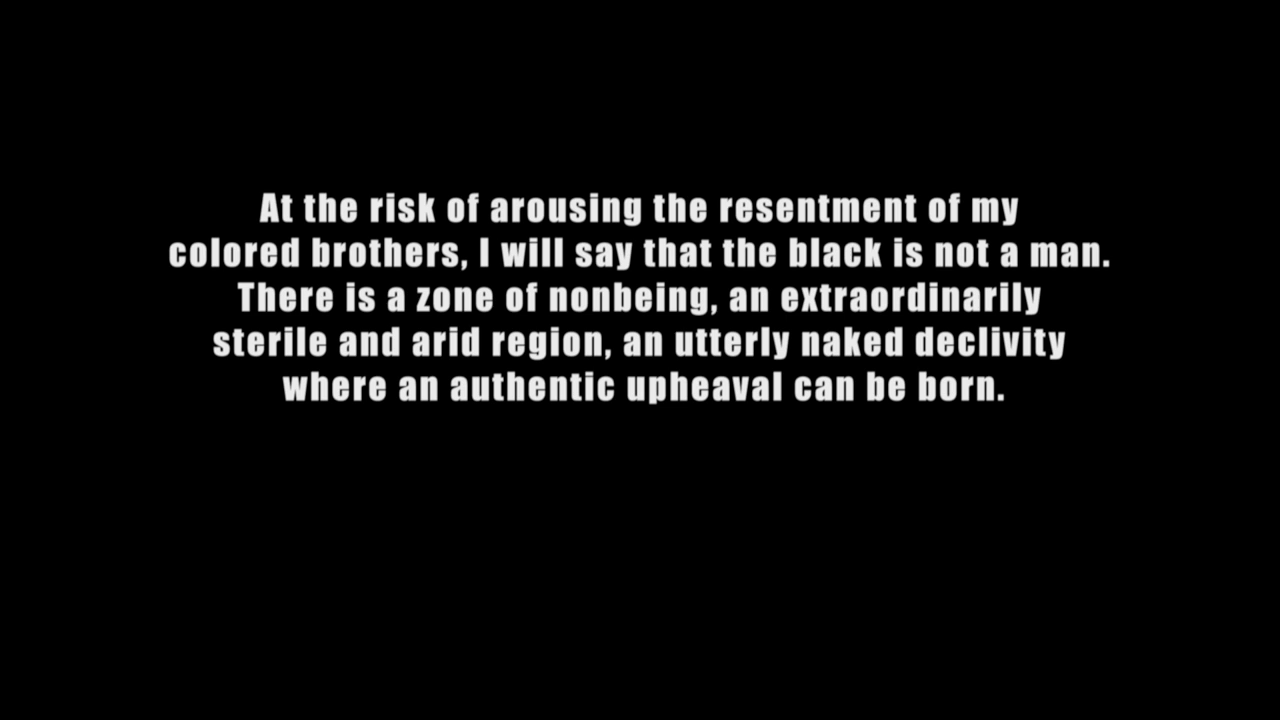 At the risk of arousing the resentment of my
colored brothers, I will say that the black is not a man.
There is a zone of nonbeing, an extraordinarily
sterile and arid region, an utterly naked declivity
where an authentic upheaval can be born.